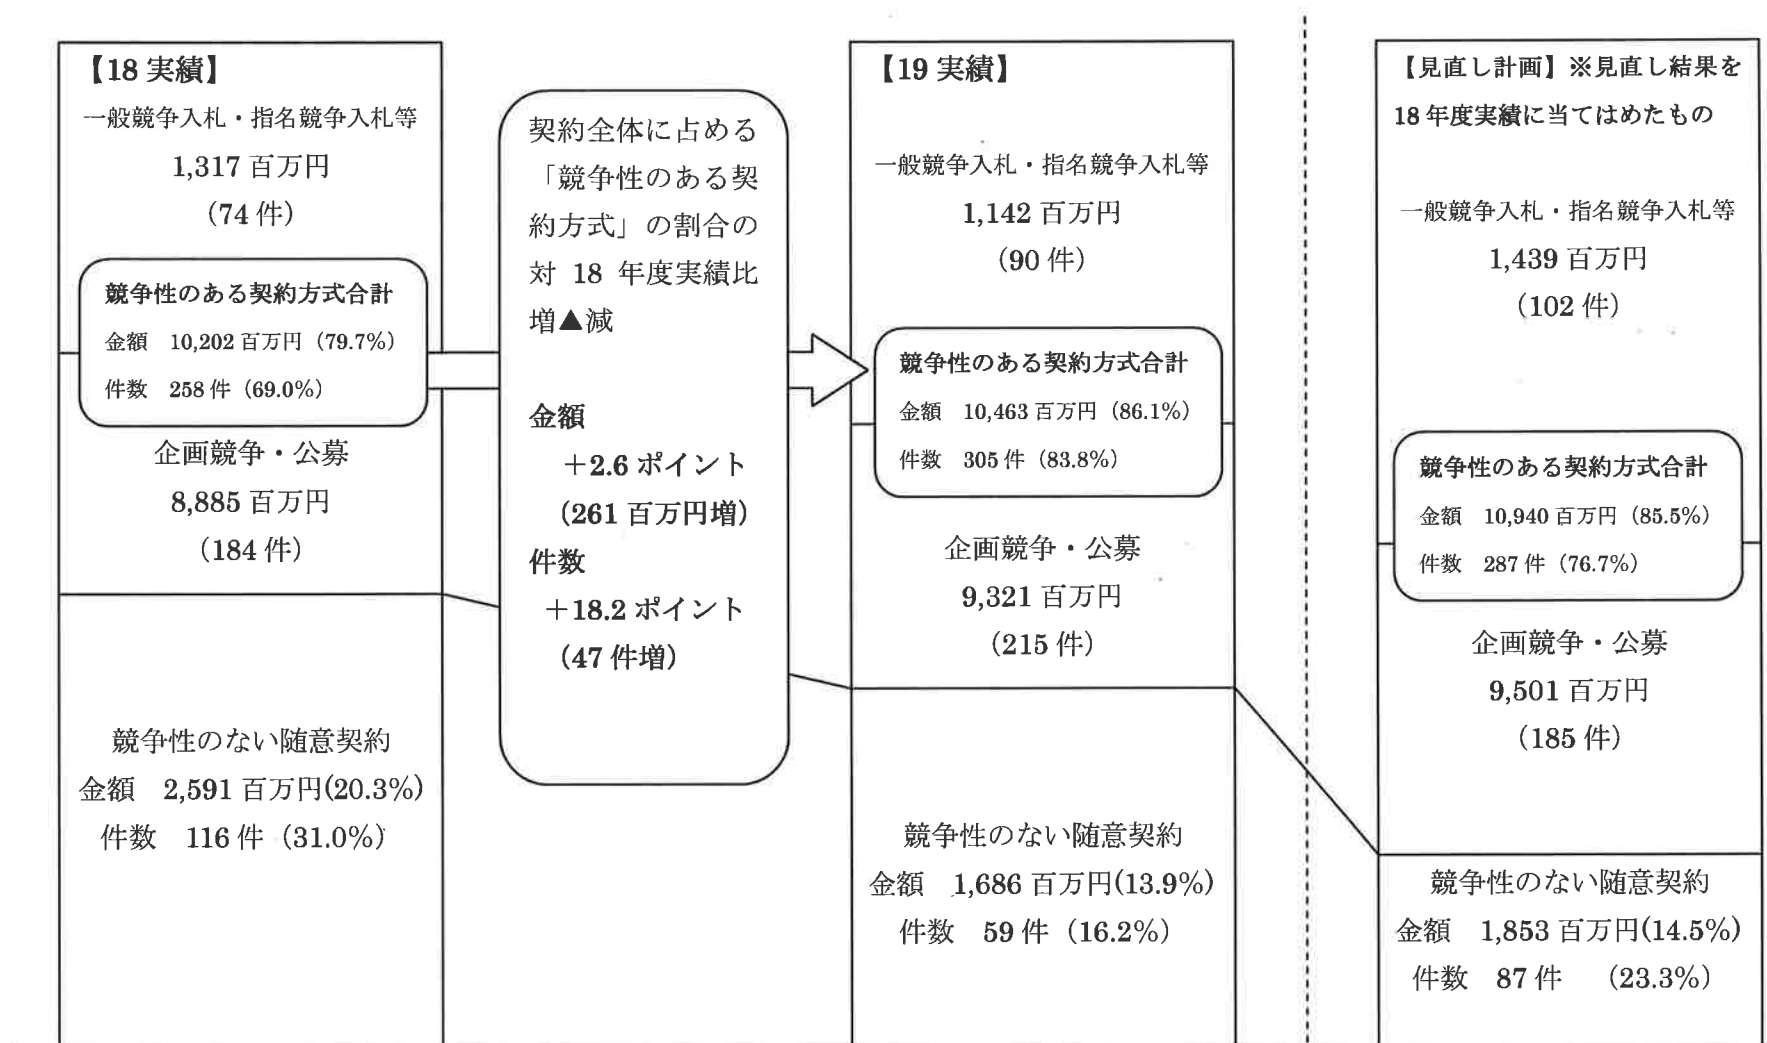 【18 実績】
一般競争入札・指名競争入札等
1,317 百万円
（74 件）
競争性のある契約方式合計
金額 10,202 百万円（79.7%）
件数 258 件（69.0%）
企画競争・公募
8,885 百万円
（184 件）
競争性のない随意契約
金額 2,591 百万円(20.3%)
件数 116 件（31.0%）
契約全体に占める
「競争性のある契
約方式」の割合の
対 18 年度実績比
増▲減
金額
＋2.6 ポイント
（261 百万円増）
件数
＋18.2 ポイント
（47 件増）
【19 実績】
一般競争入札・指名競争入札等
1,142 百万円
（90 件）
競争性のある契約方式合計
金額 10,463 百万円（86.1%）
件数 305 件（83.8%）
企画競争・公募
9,321 百万円
（215 件）
競争性のない随意契約
金額 1,686 百万円(13.9%)
件数 59 件（16.2%）
【見直し計画】※見直し結果を
18 年度実績に当てはめたもの
一般競争入札・指名競争入札等
1,439 百万円
（102 件）
競争性のある契約方式合計
金額 10,940 百万円（85.5%）
件数 287 件（76.7%）
企画競争・公募
9,501 百万円
（185 件）
競争性のない随意契約
金額 1,853 百万円(14.5%)
件数 87 件 （23.3%）